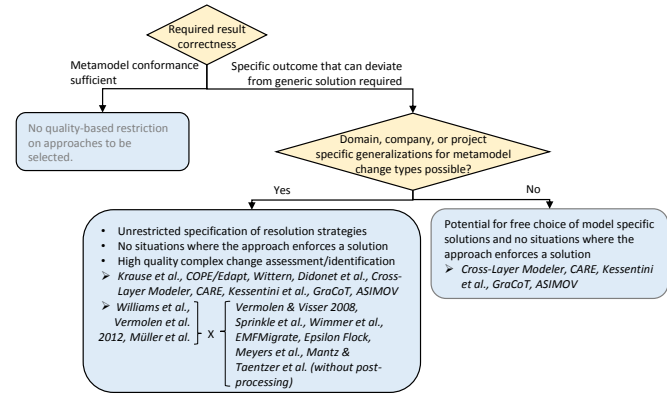 Required result
correctness
Metamodel conformance
sufficient
Specific outcome that can deviate
from generic solution required
No quality-based restriction
on approaches to be
selected.
Domain, company, or project
specific generalizations for metamodel
change types possible?
Yes
No
• Unrestricted specification of resolution strategies
• No situations where the approach enforces a solution
• High quality complex change assessment/identification
➢ Krause et al., COPE/Edapt, Wittern, Didonet et al., Cross-
Layer Modeler, CARE, Kessentini et al., GraCoT, ASIMOV
➢ Williams et al.,
Vermolen et al.
2012, Müller et al.
X
Vermolen & Visser 2008,
Sprinkle et al., Wimmer et al.,
EMFMigrate, Epsilon Flock,
Meyers et al., Mantz &
Taentzer et al. (without post-
processing)
Potential for free choice of model specific
solutions and no situations where the
approach enforces a solution
➢ Cross-Layer Modeler, CARE, Kessentini
et al., GraCoT, ASIMOV